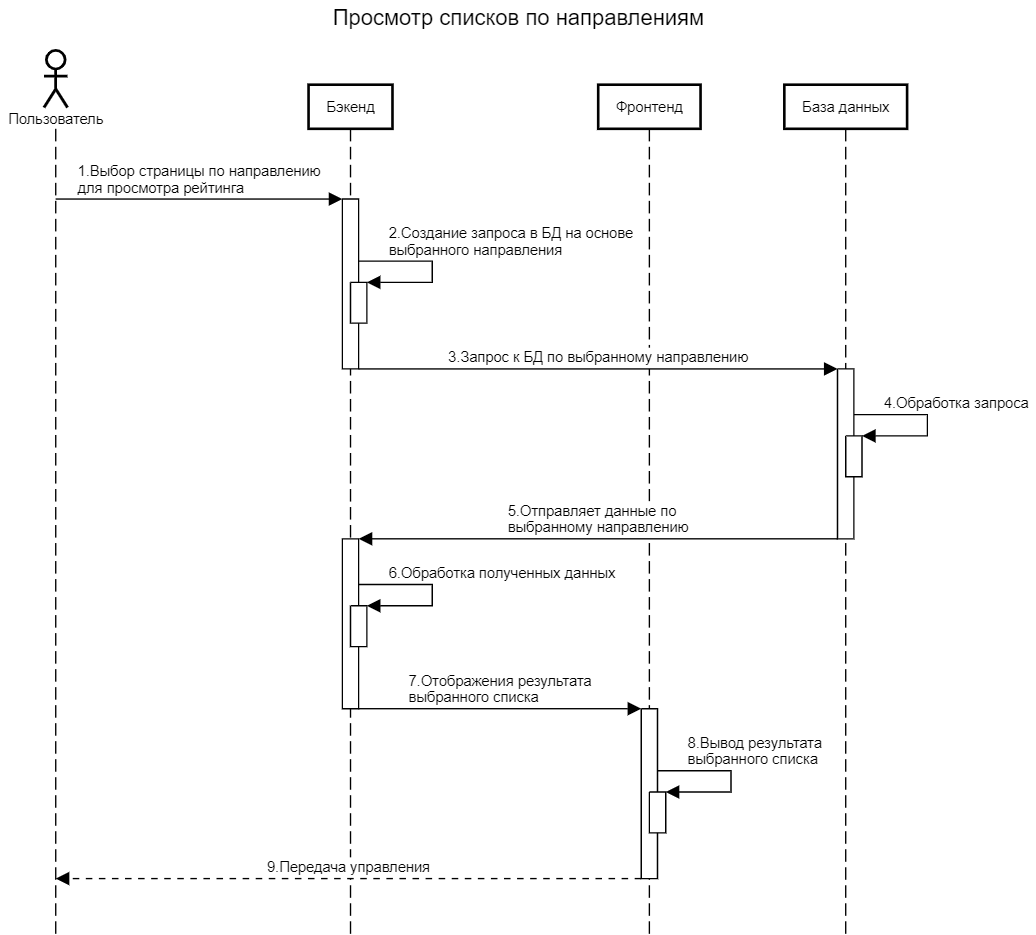 Просмотр списков по направлениям
Пользователь
Бэкенд
Фронтенд
База данных
1.Выбор страницы по направлению
для просмотра рейтинга
2.Создание запроса в БД на основе
выбранного направления
3.Запрос к БД по выбранному направлению
4.Обработка запроса
5.Отправляет данные по
выбранному направлению
6.Обработка полученных данных
7.Отображения результата
выбранного списка
8.Вывод результата
выбранного списка
9.Передача управления